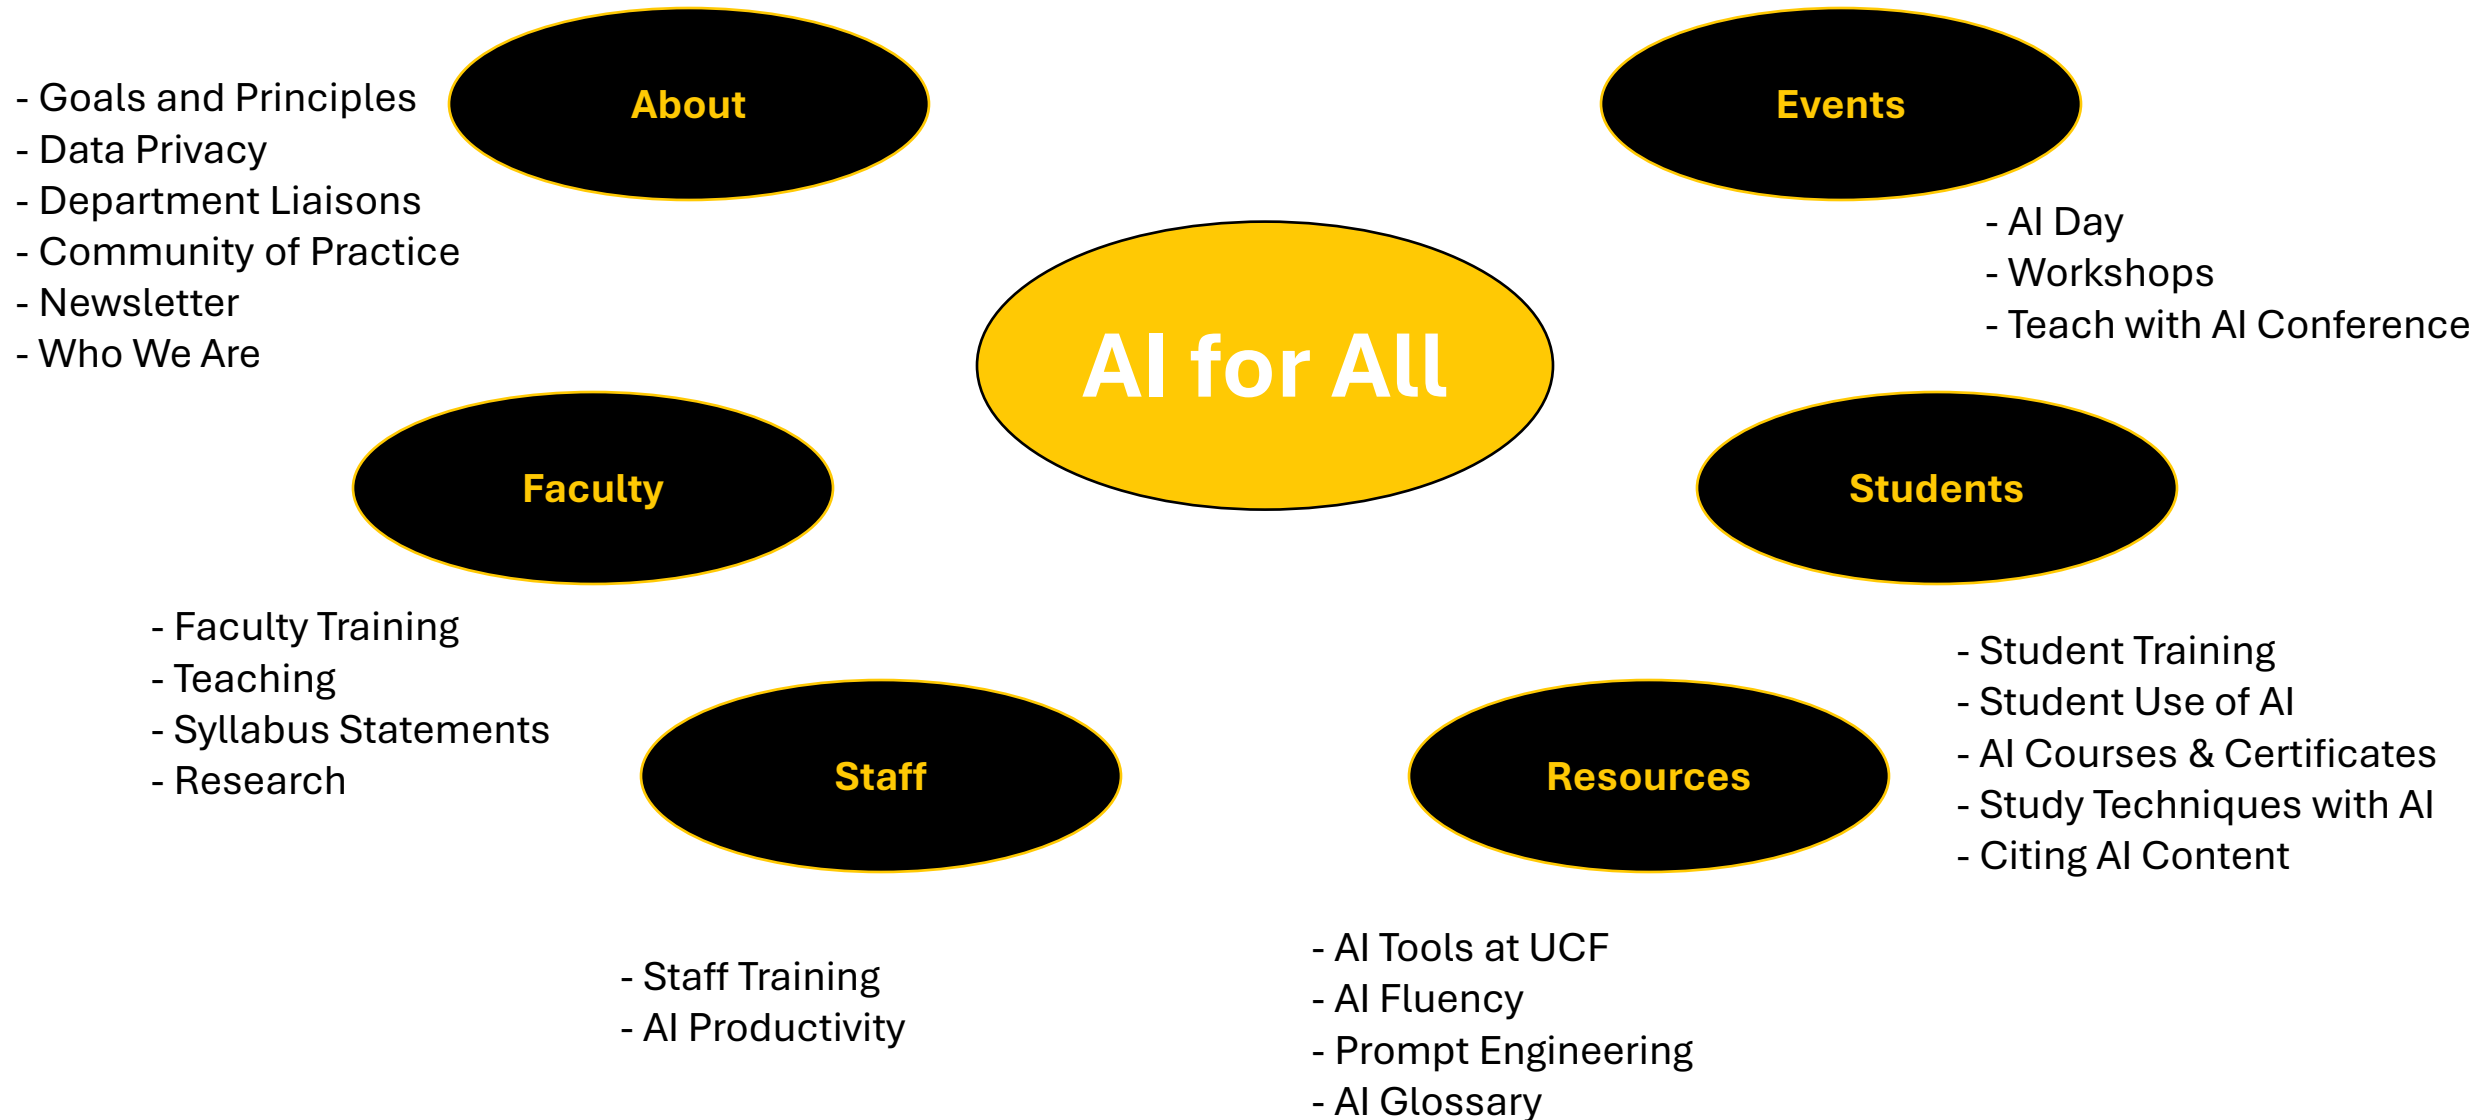 About
- Goals and Principles
- Data Privacy
- Department Liaisons
- Community of Practice
- Newsletter
- Who We Are
Events
- AI Day
- Workshops
- Teach with AI Conference
AI for All
Faculty
- Faculty Training
- Teaching
- Syllabus Statements
- Research
Students
- Student Training
- Student Use of AI
- AI Courses & Certificates
- Study Techniques with AI
- Citing AI Content
Staff
- Staff Training
- AI Productivity
Resources
- AI Tools at UCF
- AI Fluency
- Prompt Engineering
- AI Glossary